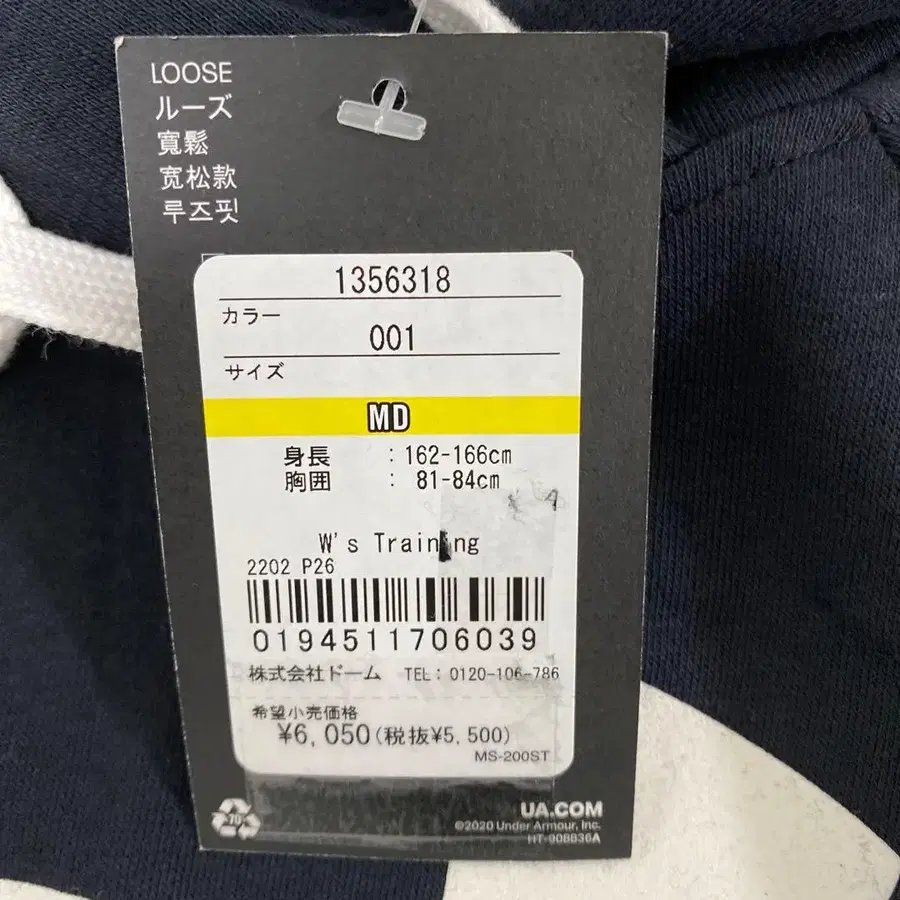 LOOSE
ルーズ
寬鬆
宽松款
루즈핏
1356318
カラー
001
サイズ
MD
身長 : 162-166cm
胸囲 : 81-84cm
W's Training
2202 P26
0194511706039
株式会社ドーム TEL: 0120-106-786
希望小売価格
¥6,050(税抜¥5,500)
MS-200ST
UA.COM
©2020 Under Armour, Inc.
HT-908836A